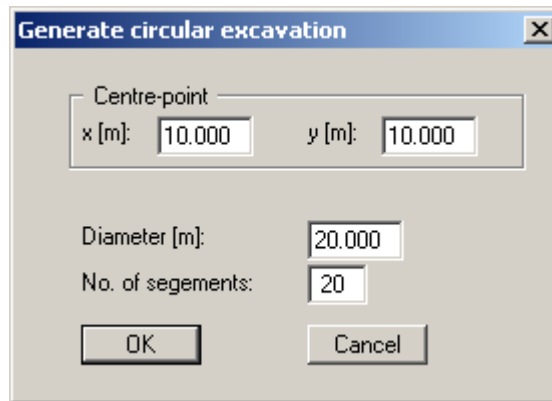 Generate circular excavation
Centre-point
x [m]: 10.000 y [m]: 10.000
Diameter [m]: 20.000
No. of segements: 20
OK Cancel